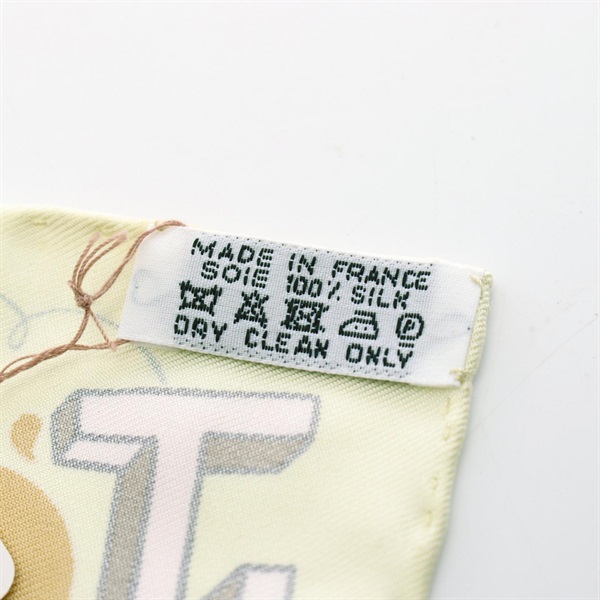 MADE IN FRANCE
SOIE 100% SILK
P
DRY CLEAN ONLY
T